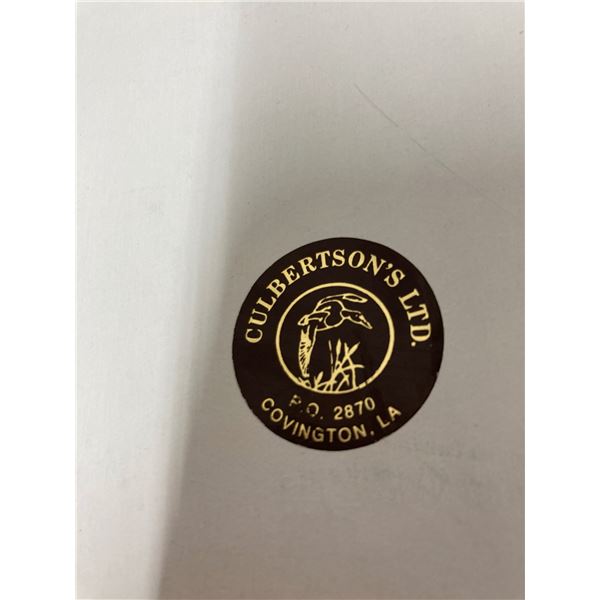 CULBERTSON'S LTD.
P.O. 2870
COVINGTON, LA